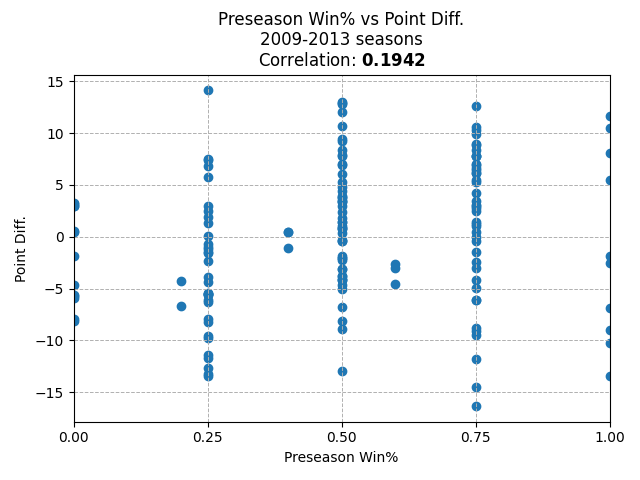 Preseason Win% vs Point Diff.
2009-2013 seasons
Correlation: 0.1942
15
10
5
0
−5
−10
−15
Point Diff.
0.00
0.25
0.50
0.75
1.00
Preseason Win%